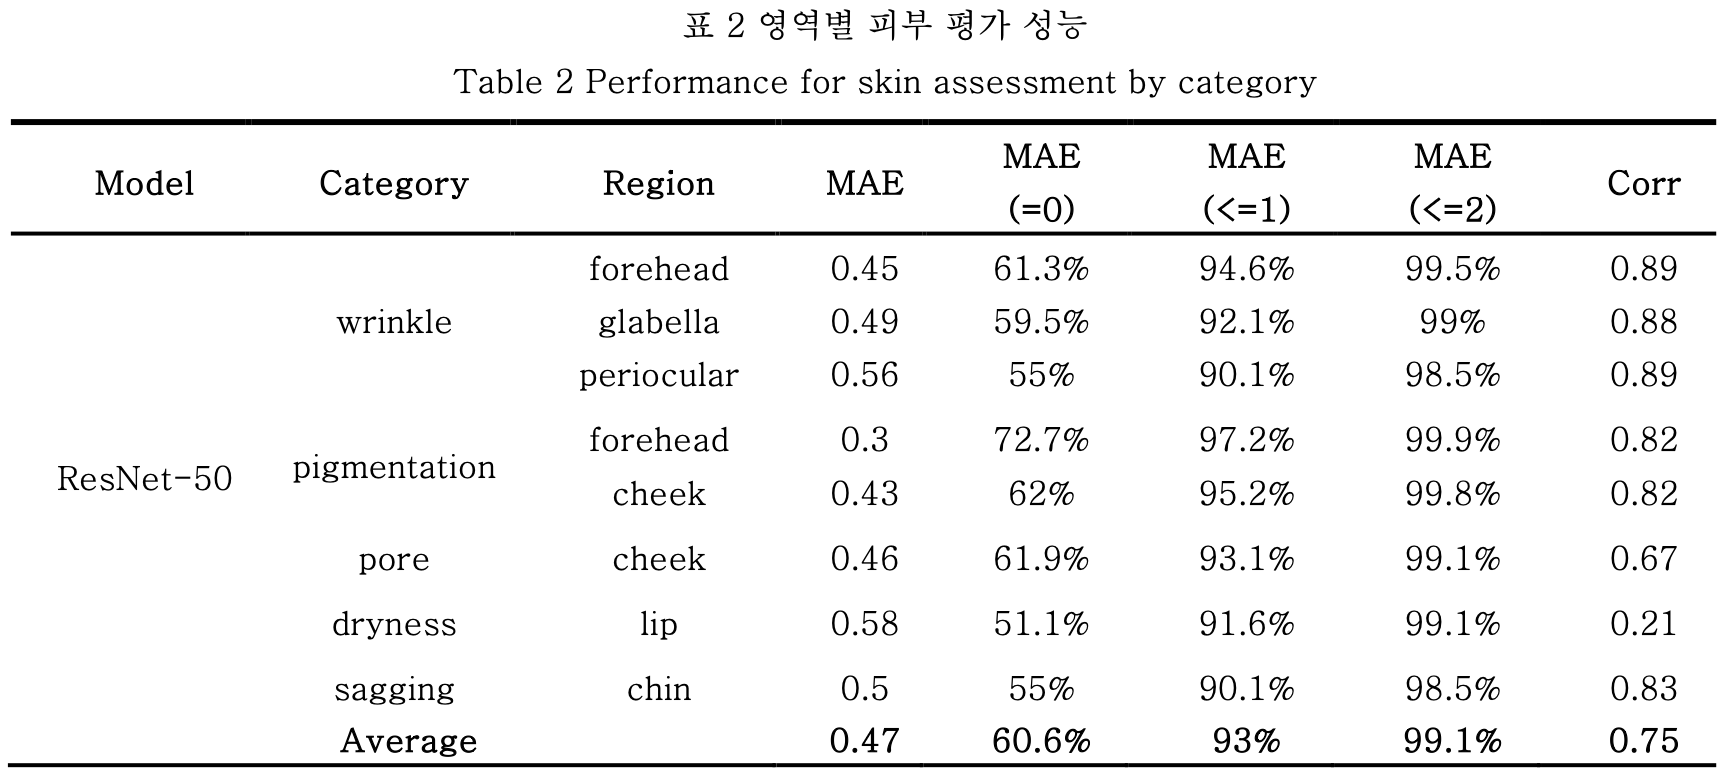 표 2 영역별 피부 평가 성능
Table 2 Performance for skin assessment by category
Model Category Region MAE MAE (=0) MAE (<=1) MAE (<=2) Corr
ResNet-50
wrinkle
forehead 0.45 61.3% 94.6% 99.5% 0.89
glabella 0.49 59.5% 92.1% 99% 0.88
periocular 0.56 55% 90.1% 98.5% 0.89
pigmentation
forehead 0.3 72.7% 97.2% 99.9% 0.82
cheek 0.43 62% 95.2% 99.8% 0.82
pore cheek 0.46 61.9% 93.1% 99.1% 0.67
dryness lip 0.58 51.1% 91.6% 99.1% 0.21
sagging chin 0.5 55% 90.1% 98.5% 0.83
Average 0.47 60.6% 93% 99.1% 0.75